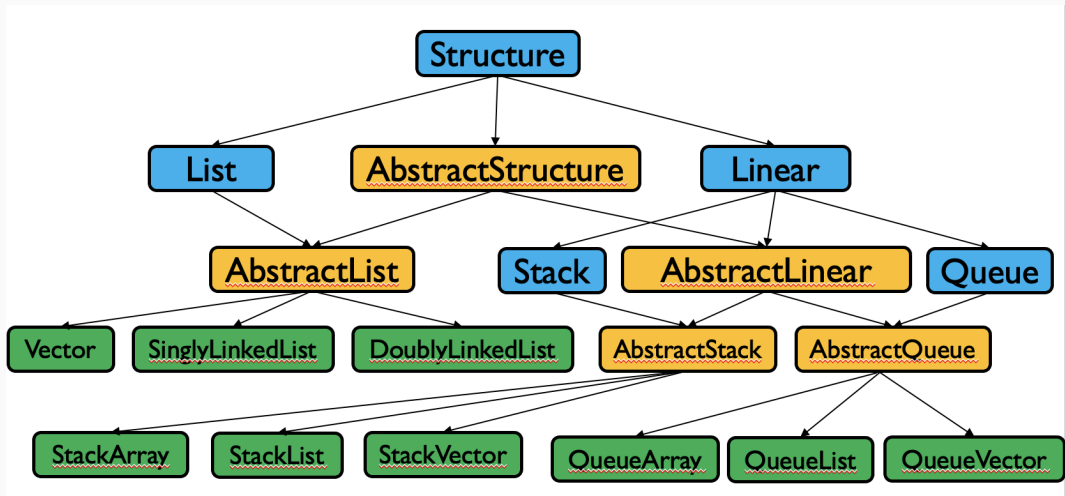 Structure
List
AbstractStructure
Linear
AbstractList
Stack
AbstractLinear
Queue
Vector
SinglyLinkedList
DoublyLinkedList
AbstractStack
AbstractQueue
StackArray
StackList
StackVector
QueueArray
QueueList
QueueVector